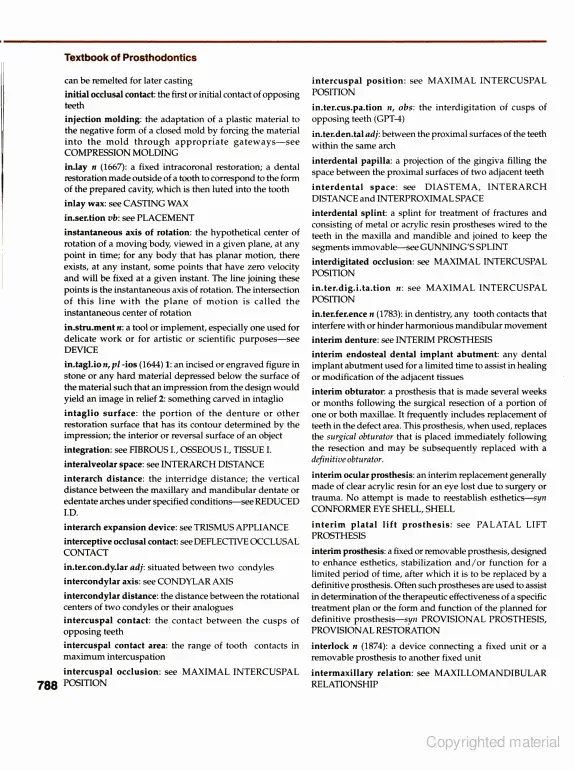 Textbook of Prosthodontics
can be remelted for later casting
initial occlusal contact: the first or initial contact of opposing
teeth
injection molding: the adaptation of a plastic material to
the negative form of a closed mold by forcing the material
into the mold through appropriate gateways—see
COMPRESSION MOLDING
in.lay n (1667): a fixed intracoronal restoration; a dental
restoration made outside of a tooth to correspond to the form
of the prepared cavity, which is then luted into the tooth
inlay wax: see CASTING WAX
in.ser.tion vb: see PLACEMENT
instantaneous axis of rotation: the hypothetical center of
rotation of a moving body, viewed in a given plane, at any
point in time; for any body that has planar motion, there
exists, at any instant, some points that have zero velocity
and will be fixed at a given instant. The line joining these
points is the instantaneous axis of rotation. The intersection
of this line with the plane of motion is called the
instantaneous center of rotation
in.stru.ment n: a tool or implement, especially one used for
delicate work or for artistic or scientific purposes—see
DEVICE
in.tagl.io n, pl -ios (1644) 1: an incised or engraved figure in
stone or any hard material depressed below the surface of
the material such that an impression from the design would
yield an image in relief 2: something carved in intaglio
intaglio surface: the portion of the denture or other
restoration surface that has its contour determined by the
impression; the interior or reversal surface of an object
integration: see FIBROUS I., OSSEOUS I., TISSUE I.
interalveolar space: see INTERARCH DISTANCE
interarch distance: the interridge distance; the vertical
distance between the maxillary and mandibular dentate or
edentate arches under specified conditions—see REDUCED
I.D.
interarch expansion device: see TRISMUS APPLIANCE
interceptive occlusal contact: see DEFLECTIVE OCCLUSAL
CONTACT
in.ter.con.dy.lar adj: situated between two condyles
intercondylar axis: see CONDYLAR AXIS
intercondylar distance: the distance between the rotational
centers of two condyles or their analogues
intercuspal contact: the contact between the cusps of
opposing teeth
intercuspal contact area: the range of tooth contacts in
maximum intercuspation
intercuspal occlusion: see MAXIMAL INTERCUSPAL
POSITION
788
intercuspal position: see MAXIMAL INTERCUSPAL
POSITION
in.ter.cus.pa.tion n, obs: the interdigitation of cusps of
opposing teeth (GPT-4)
in.ter.den.tal adj: between the proximal surfaces of the teeth
within the same arch
interdental papilla: a projection of the gingiva filling the
space between the proximal surfaces of two adjacent teeth
interdental space: see DIASTEMA, INTERARCH
DISTANCE and INTERPROXIMAL SPACE
interdental splint: a splint for treatment of fractures and
consisting of metal or acrylic resin prostheses wired to the
teeth in the maxilla and mandible and joined to keep the
segments immovable—see GUNNING'S SPLINT
interdigitated occlusion: see MAXIMAL INTERCUSPAL
POSITION
in.ter.dig.i.ta.tion n: see MAXIMAL INTERCUSPAL
POSITION
in.ter.fer.ence n (1783): in dentistry, any tooth contacts that
interfere with or hinder harmonious mandibular movement
interim denture: see INTERIM PROSTHESIS
interim endosteal dental implant abutment: any dental
implant abutment used for a limited time to assist in healing
or modification of the adjacent tissues
interim obturator: a prosthesis that is made several weeks
or months following the surgical resection of a portion of
one or both maxillae. It frequently includes replacement of
teeth in the defect area. This prosthesis, when used, replaces
the surgical obturator that is placed immediately following
the resection and may be subsequently replaced with a
definitive obturator.
interim ocular prosthesis: an interim replacement generally
made of clear acrylic resin for an eye lost due to surgery or
trauma. No attempt is made to reestablish esthetics—syn
CONFORMER EYE SHELL, SHELL
interim platal lift prosthesis: see PALATAL LIFT
PROSTHESIS
interim prosthesis: a fixed or removable prosthesis, designed
to enhance esthetics, stabilization and/or function for a
limited period of time, after which it is to be replaced by a
definitive prosthesis. Often such prostheses are used to assist
in determination of the therapeutic effectiveness of a specific
treatment plan or the form and function of the planned for
definitive prosthesis—syn PROVISIONAL PROSTHESIS,
PROVISIONAL RESTORATION
interlock n (1874): a device connecting a fixed unit or a
removable prosthesis to another fixed unit
intermaxillary relation: see MAXILLOMANDIBULAR
RELATIONSHIP
Copyrighted material